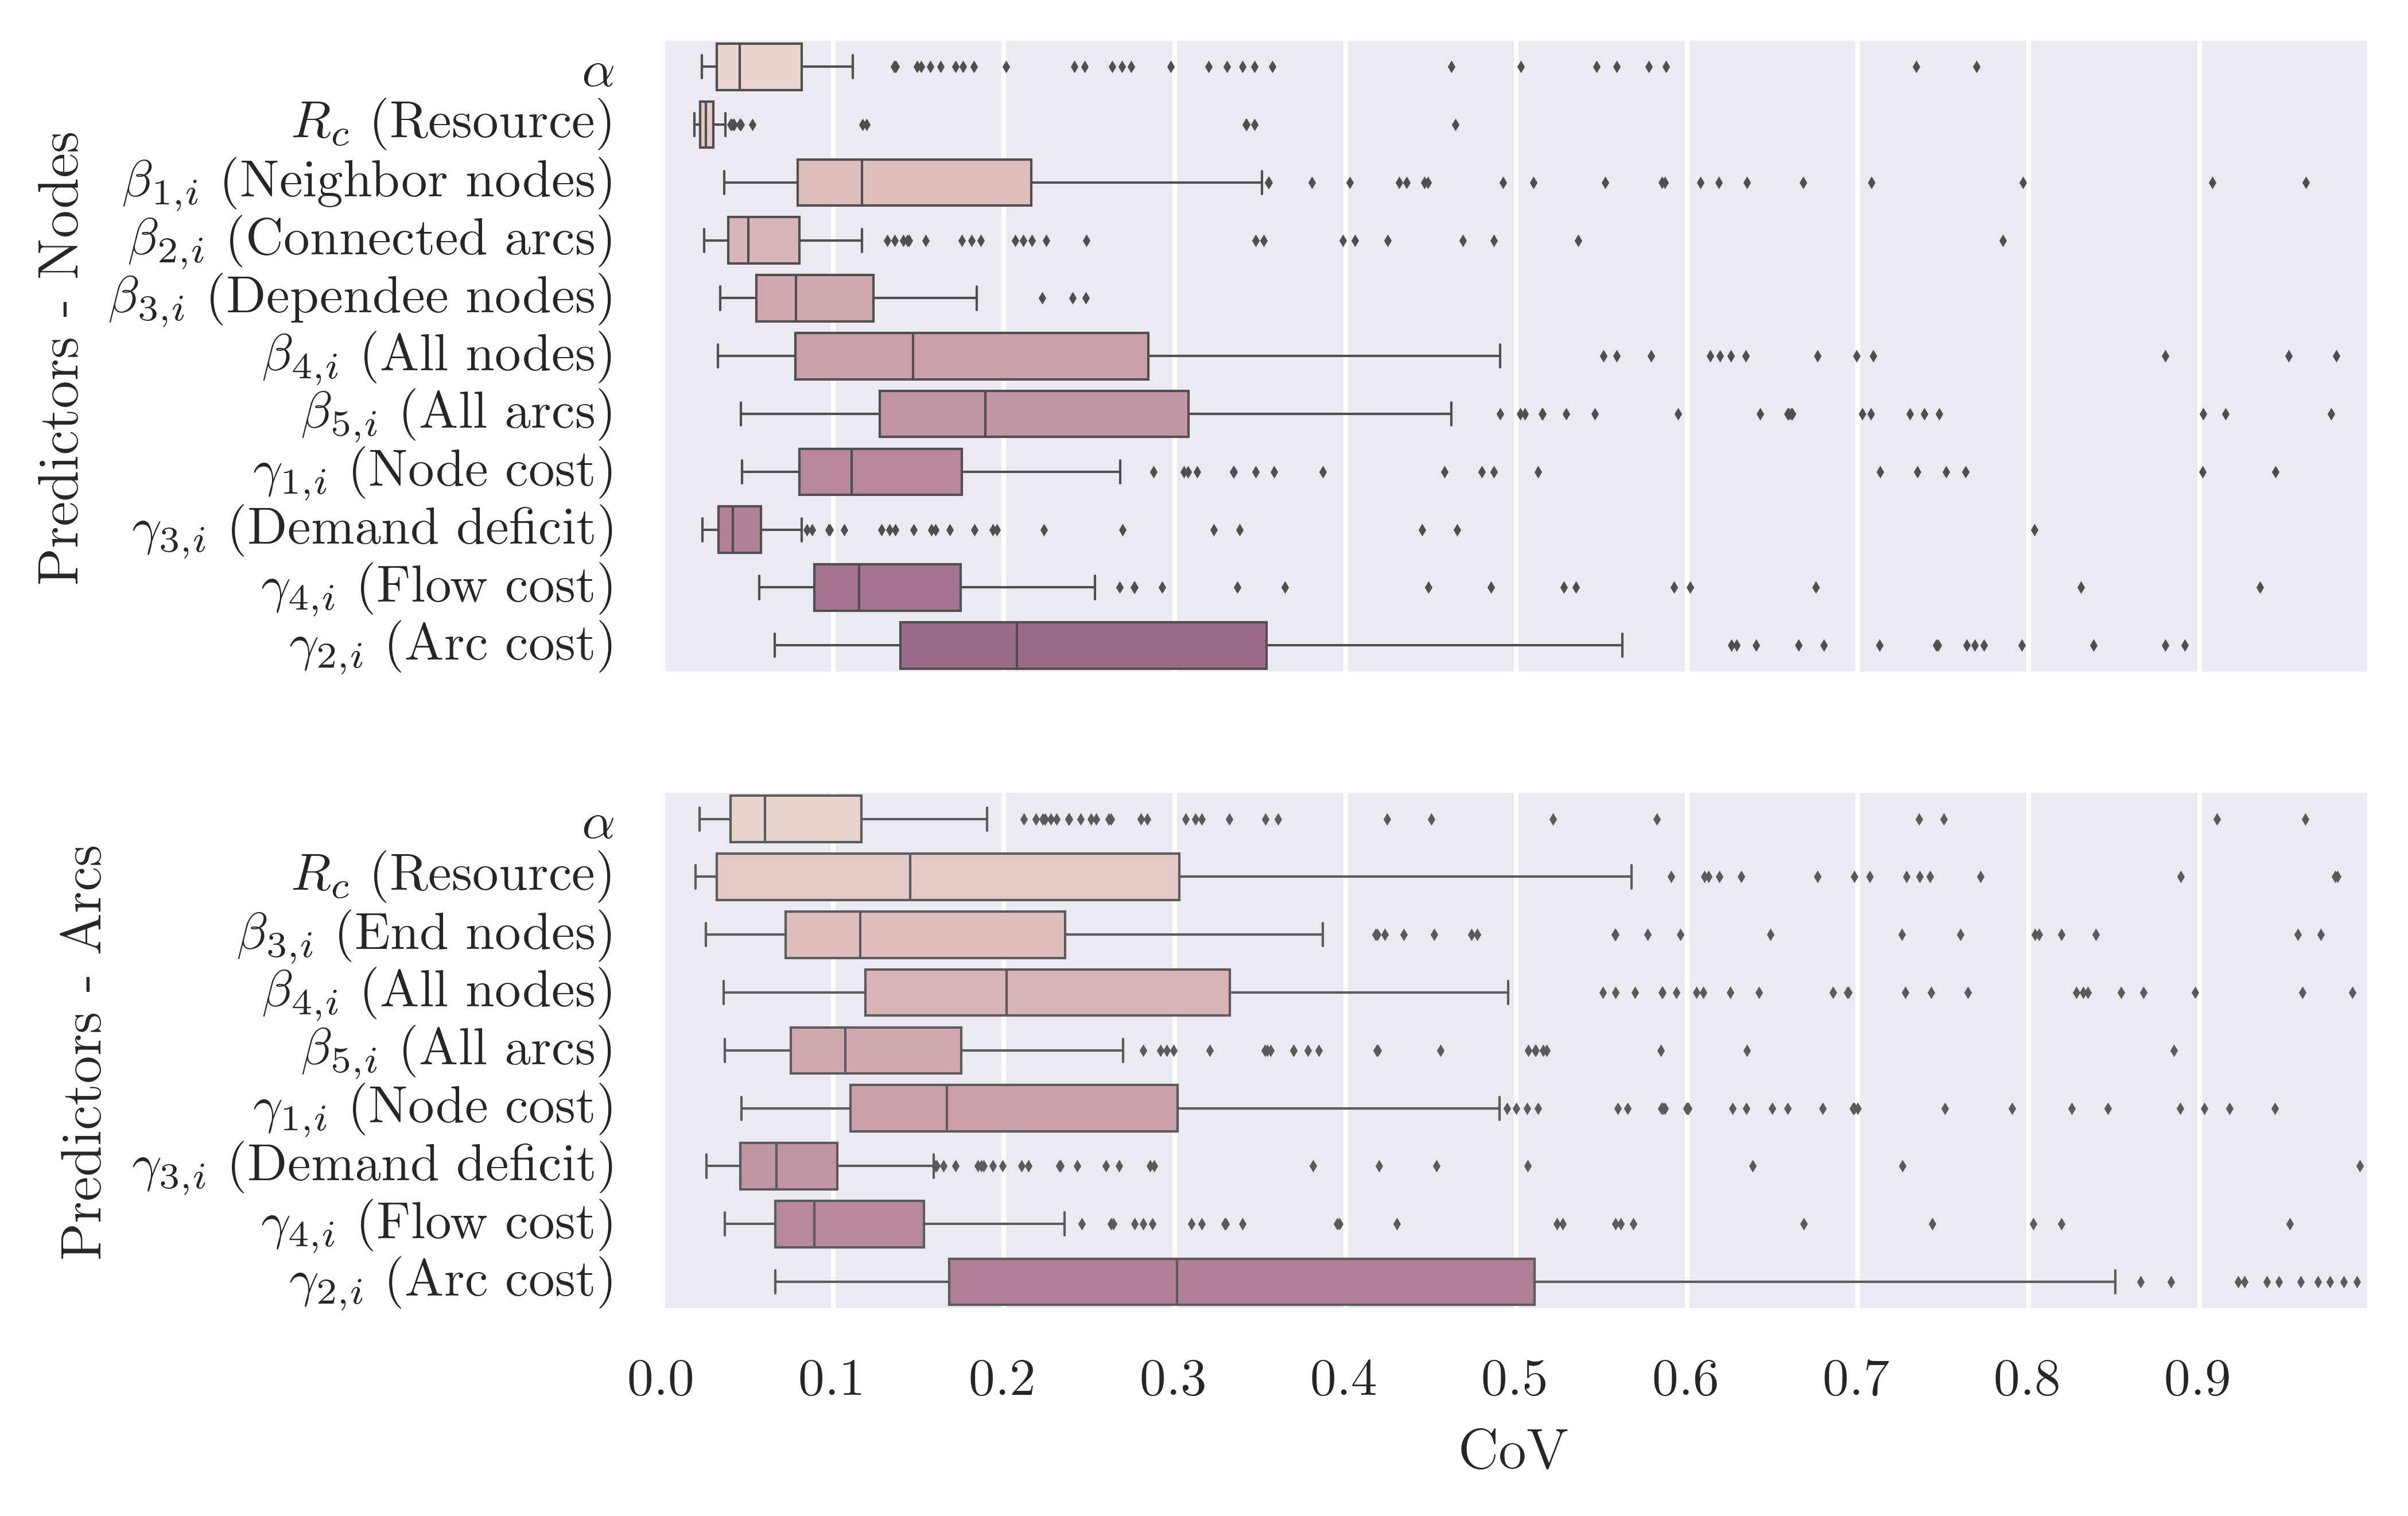 Predictors - Nodes
α
R_c (Resource)
β_{1,i} (Neighbor nodes)
β_{2,i} (Connected arcs)
β_{3,i} (Dependee nodes)
β_{4,i} (All nodes)
β_{5,i} (All arcs)
γ_{1,i} (Node cost)
γ_{3,i} (Demand deficit)
γ_{4,i} (Flow cost)
γ_{2,i} (Arc cost)
Predictors - Arcs
α
R_c (Resource)
β_{3,i} (End nodes)
β_{4,i} (All nodes)
β_{5,i} (All arcs)
γ_{1,i} (Node cost)
γ_{3,i} (Demand deficit)
γ_{4,i} (Flow cost)
γ_{2,i} (Arc cost)
0.0 0.1 0.2 0.3 0.4 0.5 0.6 0.7 0.8 0.9
CoV